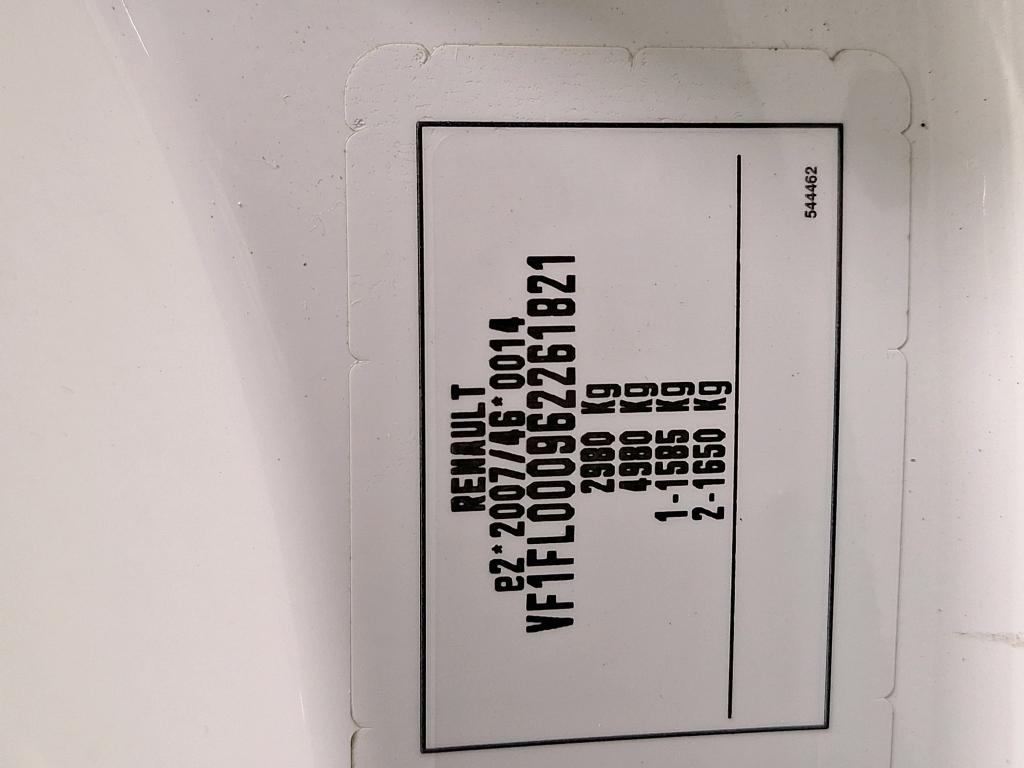 RENAULT
e2*2007/46*0014
VF1FL000962261821
2980 Kg
4980 Kg
1-1585 Kg
2-1650 Kg
544462